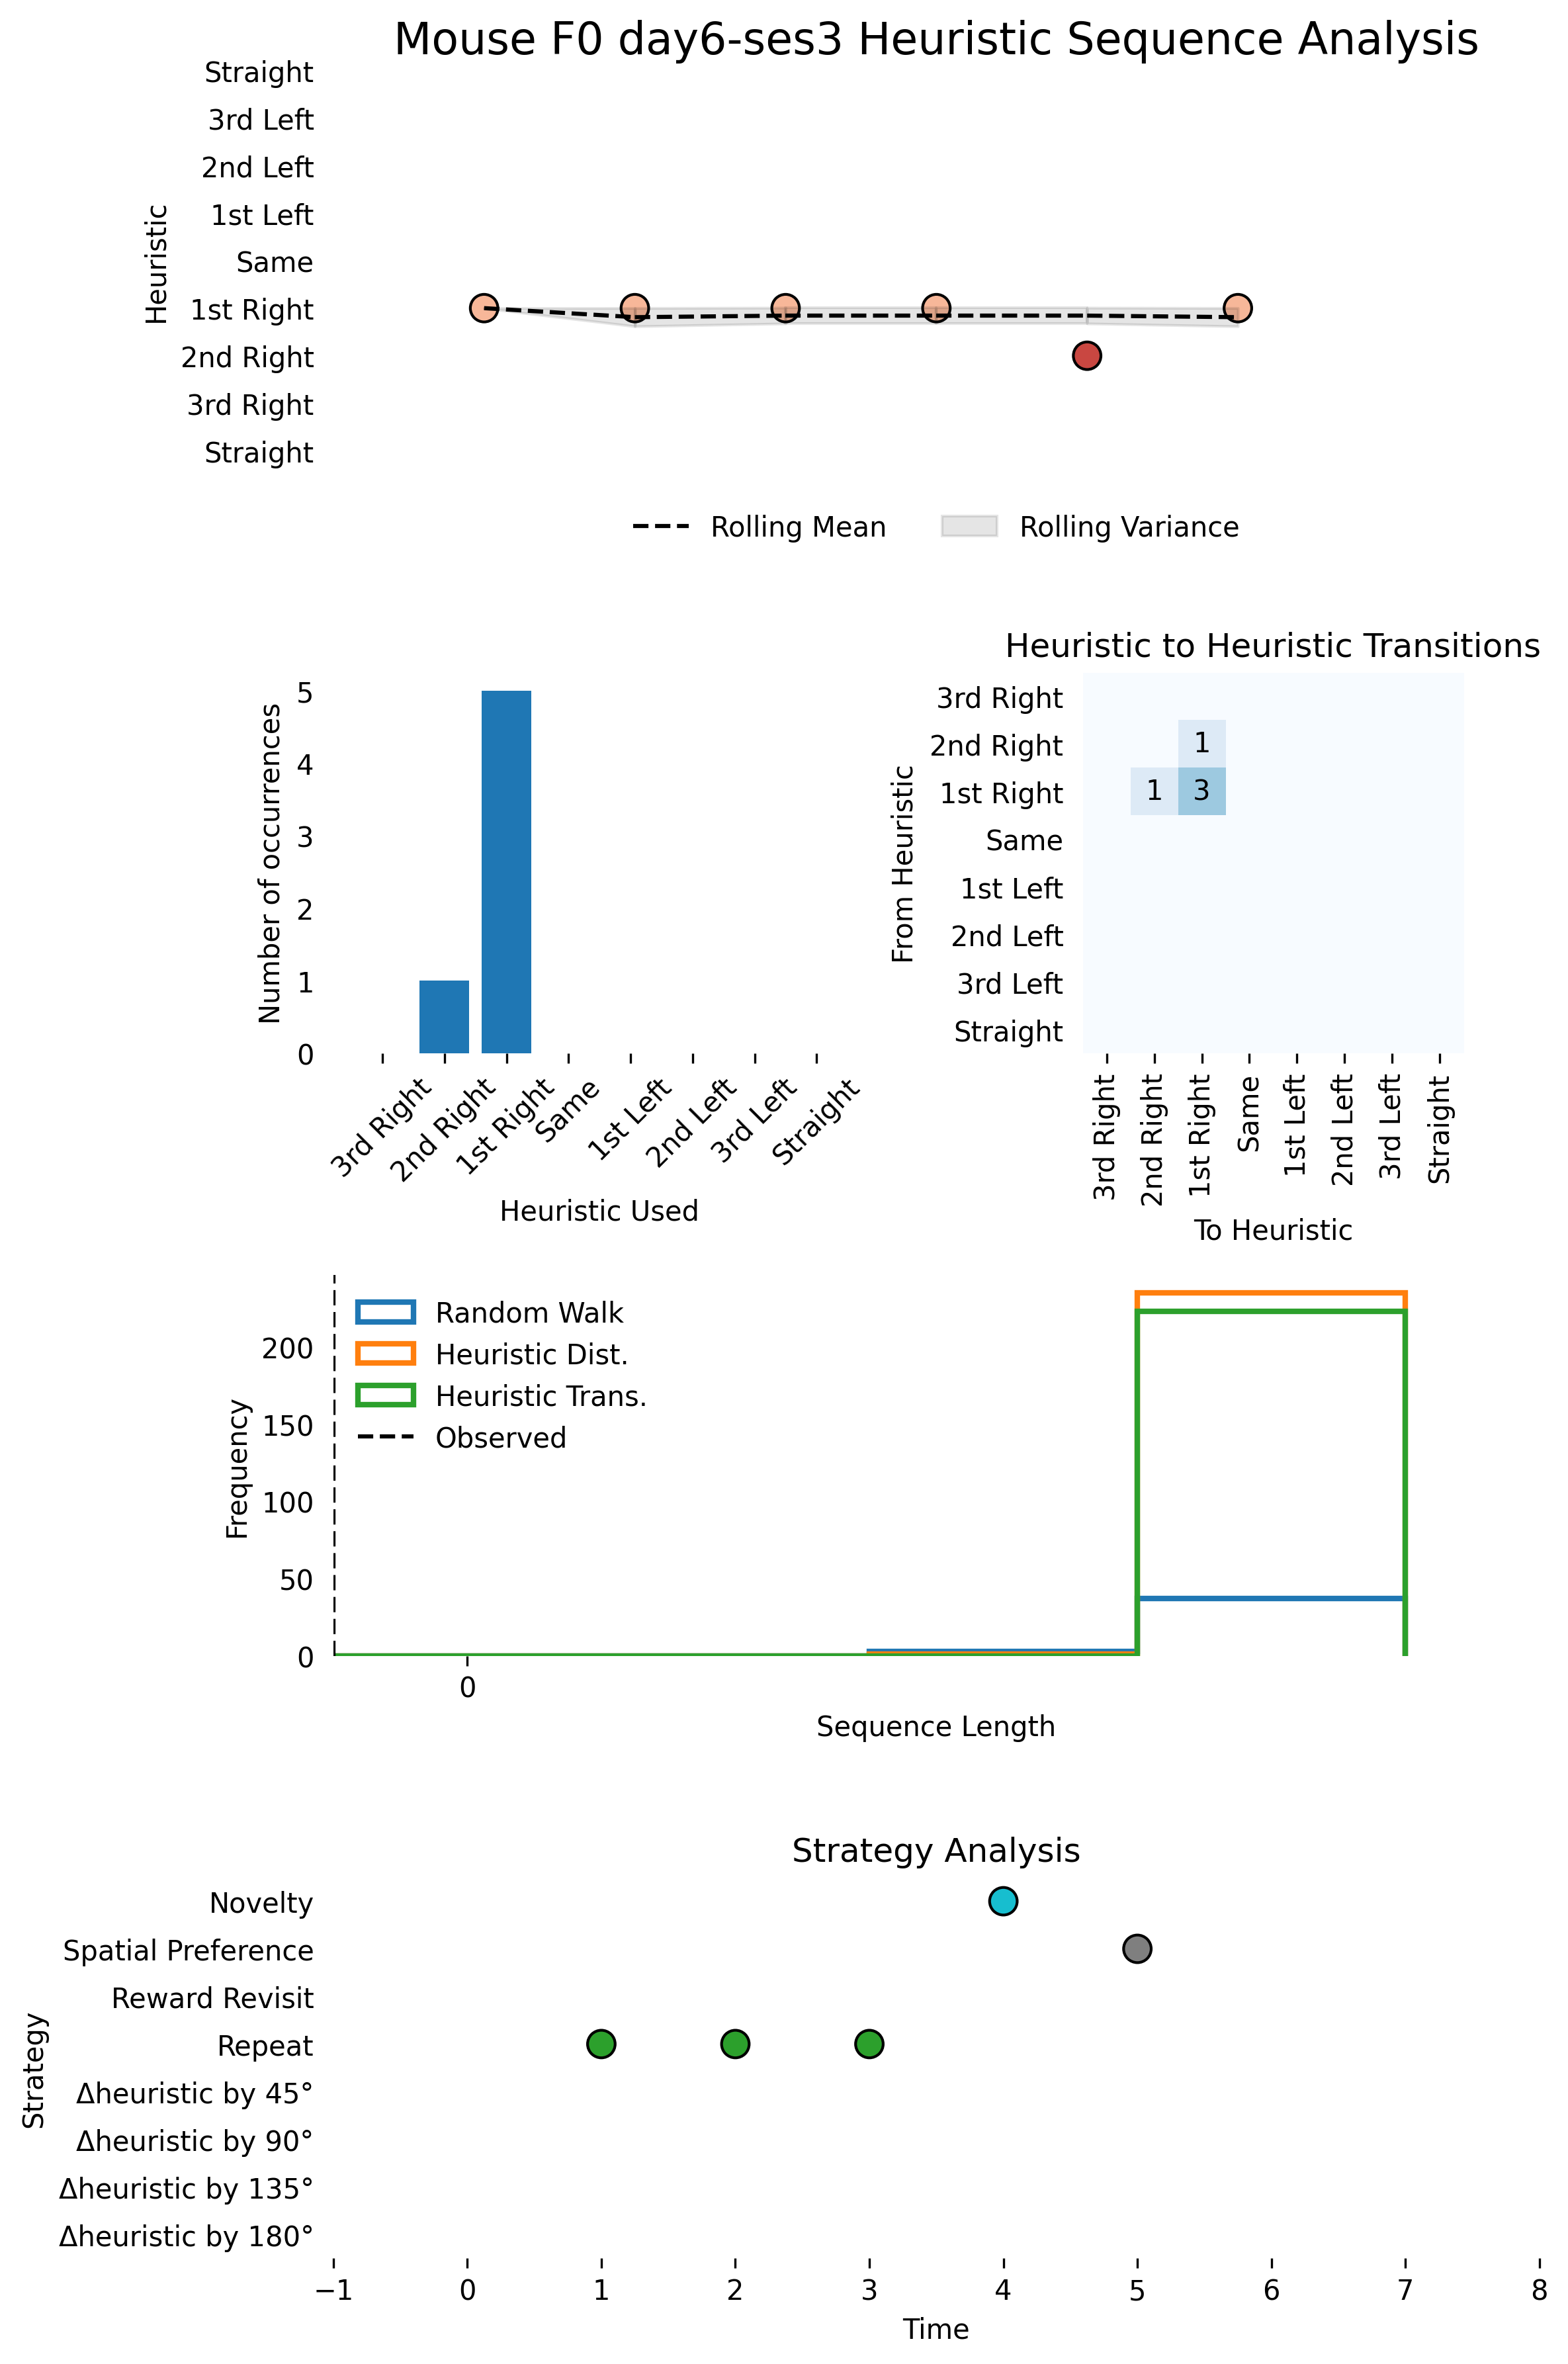 Mouse F0 day6-ses3 Heuristic Sequence Analysis
Heuristic
Straight
3rd Left
2nd Left
1st Left
Same
1st Right
2nd Right
3rd Right
Straight
Rolling Mean
Rolling Variance
Number of occurrences
5
4
3
2
1
0
3rd Right
2nd Right
1st Right
Same
1st Left
2nd Left
3rd Left
Straight
Heuristic Used
Heuristic to Heuristic Transitions
From Heuristic
3rd Right
2nd Right
1st Right
Same
1st Left
2nd Left
3rd Left
Straight
1
1 3
3rd Right
2nd Right
1st Right
Same
1st Left
2nd Left
3rd Left
Straight
To Heuristic
Frequency
200
150
100
50
0
Random Walk
Heuristic Dist.
Heuristic Trans.
Observed
0
Sequence Length
Strategy Analysis
Strategy
Novelty
Spatial Preference
Reward Revisit
Repeat
Δheuristic by 45°
Δheuristic by 90°
Δheuristic by 135°
Δheuristic by 180°
−1 0 1 2 3 4 5 6 7 8
Time